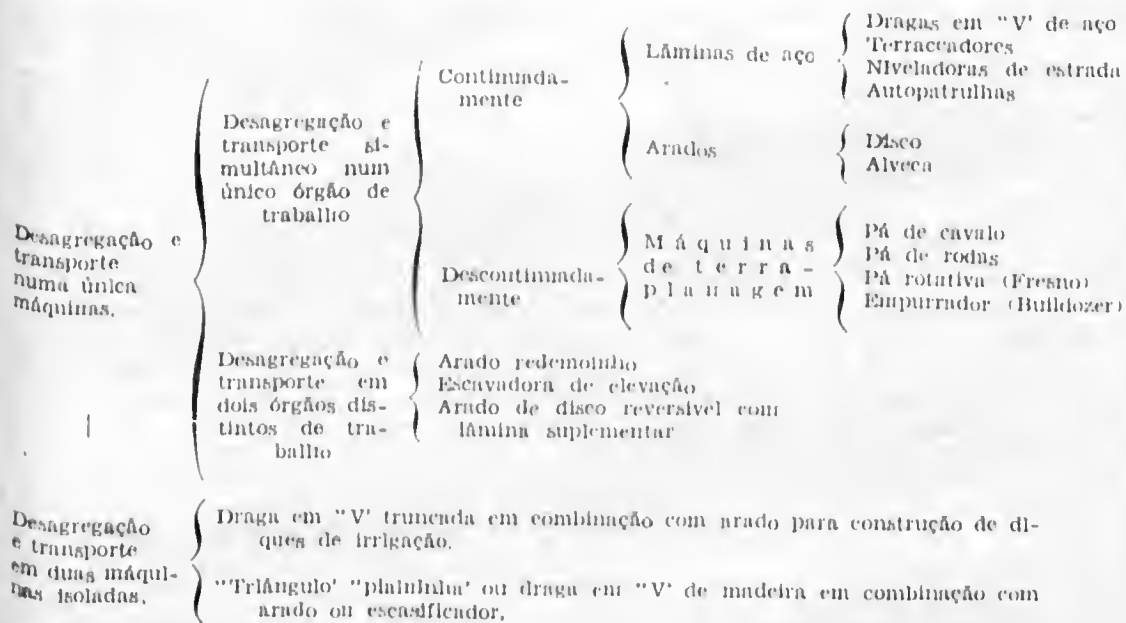 Desagregação e
transporte
numa única
máquinas.
Desagregação e
transporte si-
multâneo num
único órgão de
trabalho
Continuada-
mente
Lâminas de aço
Dragas em "V' de aço
Terraceadores
Niveladoras de estrada
Autopatrulhas
Arados
Disco
Aiveca
Descontinuada-
mente
Máquinas
de terra-
planagem
Pá de cavalo
Pá de rodas
Pá rotativa (Fresno)
Empurrador (Bulldozer)
Desagregação e
transporte em
dois órgãos dis-
tintos de tra-
balho
Arado redemoinho
Escavadora de elevação
Arado de disco reversível com
lâmina suplementar
Desagregação
e transporte
em duas máqui-
nas isoladas.
Draga em "V' truncada em combinação com arado para construção de di-
ques de irrigação.
"Triângulo' "plaininha' ou draga em "V' de madeira em combinação com
arado ou escasificador.